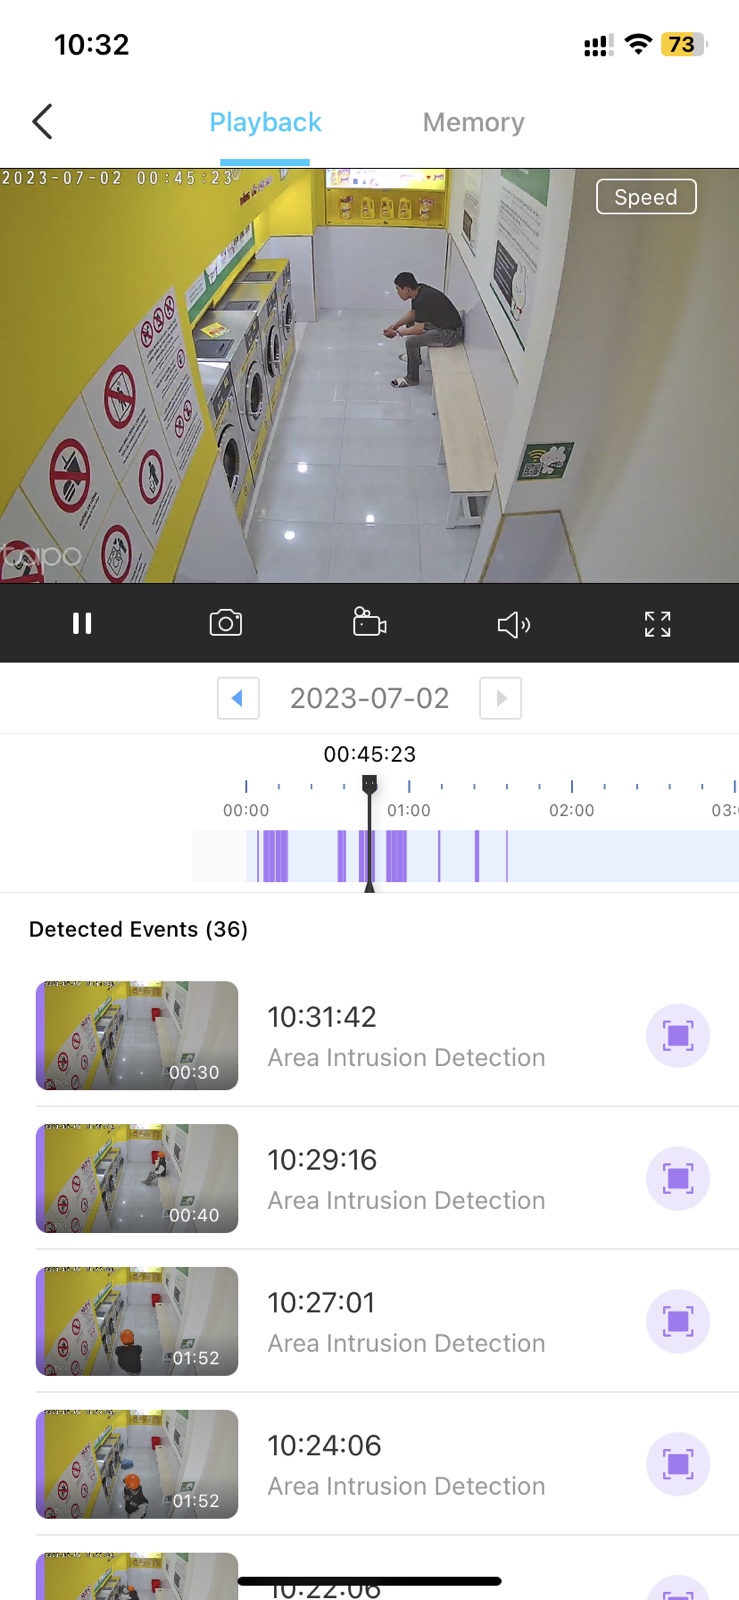 10:32
73
Playback
Memory
2023-07-02 00:45:23
Speed
tapo
2023-07-02
00:45:23
00:00
01:00
02:00
03:
Detected Events (36)
10:31:42
Area Intrusion Detection
00:30
10:29:16
Area Intrusion Detection
00:40
10:27:01
Area Intrusion Detection
01:52
10:24:06
Area Intrusion Detection
01:52
10:22:06